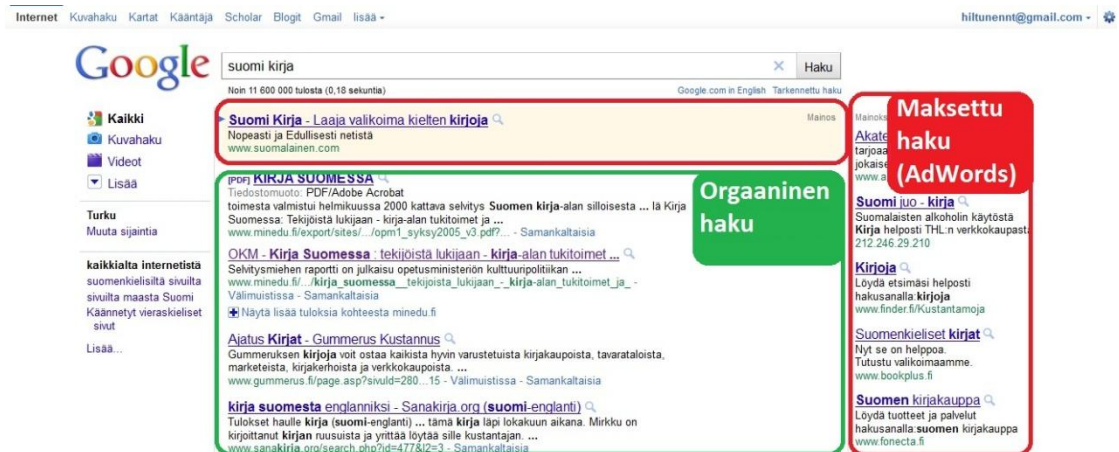 Internet Kuvahaku Kartat Kääntäjä Scholar Blogit Gmail lisää
hiltunennt@gmail.com
Google
suomi kirja
Haku
Noin 11 600 000 tulosta (0,18 sekuntia)
Google.com in English Tarkennettu haku
Kaikki
Kuvahaku
Videot
Lisää
Turku
Muuta sijaintia
kaikkialta internetistä
suomenkielisiltä sivuilta
sivuilta maasta Suomi
Käännetyt vieraskieliset
sivut
Lisää...
Suomi Kirja - Laaja valikoima kielten kirjoja
Mainos
Nopeasti ja Edullisesti netistä
www.suomalainen.com
[PDF] KIRJA SUOMESSA
Tiedostomuoto: PDF/Adobe Acrobat
toimesta valmistui helmikuussa 2000 kattava selvitys Suomen kirja-alan silloisesta ... lä Kirja
Suomessa: Tekijöistä lukijaan - kirja-alan tukitoimet ja ...
www.minedu.fi/export/sites/.../opm1_syksy2005_v3.pdf?... - Samankaltaisia
OKM - Kirja Suomessa : tekijöistä lukijaan - kirja-alan tukitoimet ...
Selvitysmiehen raportti on julkaisu opetusministeriön kulttuuripolitiikan ...
www.minedu.fi/.../kirja_suomessa__tekijoista_lukijaan_-_kirja-alan_tukitoimet_ja_ -
Välimuistissa - Samankaltaisia
Näytä lisää tuloksia kohteesta minedu.fi
Ajatus Kirjat - Gummerus Kustannus
Gummeruksen kirjoja voit ostaa kaikista hyvin varustetuista kirjakaupoista, tavarataloista,
marketeista, kirjakerhoista ja verkkokaupoista. ...
www.gummerus.fi/page.asp?sivuId=280...15 - Välimuistissa - Samankaltaisia
kirja suomesta englanniksi - Sanakirja.org (suomi-englanti)
Tulokset haulle kirja (suomi-englanti) ... tämä kirja läpi lokakuun aikana. Mirkku on
kirjoittanut kirjan ruusuista ja yrittää löytää sille kustantajan. ...
www.sanakirja.org/search.php?id=477&l2=3 - Samankaltaisia
Orgaaninen
haku
Maksettu
haku
(AdWords)
Suomi juo - kirja
Suomalaisten alkoholin käytöstä
Kirja helposti THL:n verkkokaupasta
212.246.29.210
Kirjoja
Löydä etsimäsi helposti
hakusanalla:kirjoja
www.finder.fi/Kustantamoja
Suomenkieliset kirjat
Nyt se on helppoa.
Tutustu valikoimaamme.
www.bookplus.fi
Suomen kirjakauppa
Löydä tuotteet ja palvelut
hakusanalla:suomen kirjakauppa
www.fonecta.fi